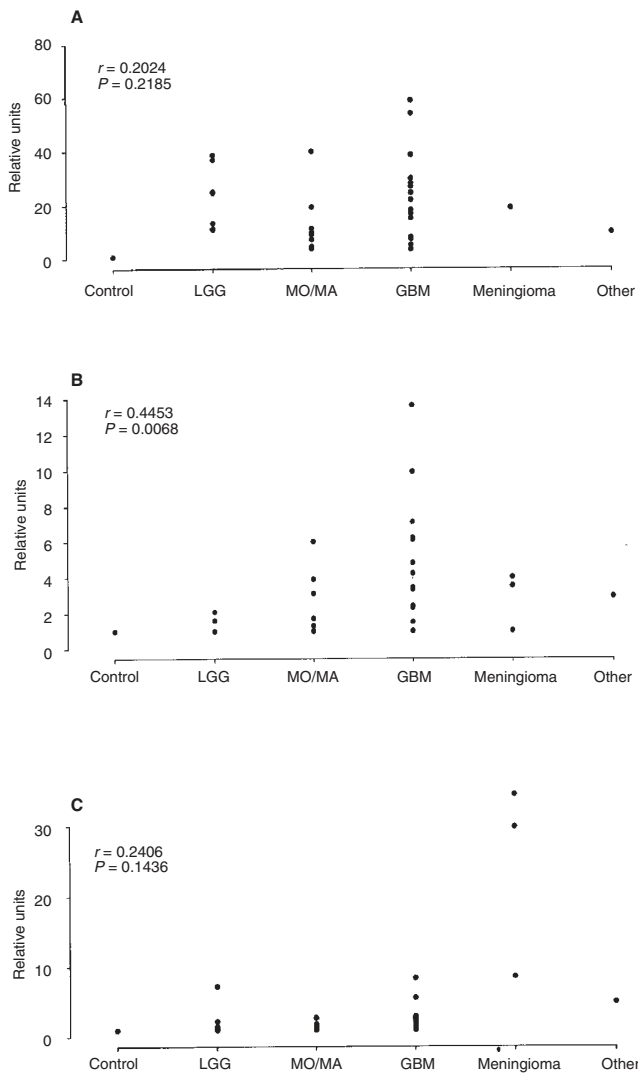 A
80
60
40
20
0
Relative units
r = 0.2024
P = 0.2185
Control LGG MO/MA GBM Meningioma Other
B
14
12
10
8
6
4
2
0
Relative units
r = 0.4453
P = 0.0068
Control LGG MO/MA GBM Meningioma Other
C
30
20
10
0
Relative units
r = 0.2406
P = 0.1436
Control LGG MO/MA GBM Meningioma Other